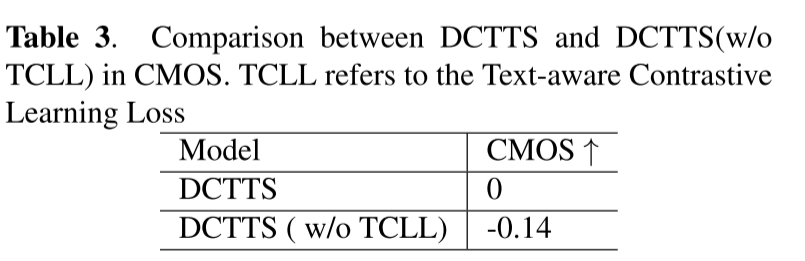 Table 3. Comparison between DCTTS and DCTTS(w/o
TCLL) in CMOS. TCLL refers to the Text-aware Contrastive
Learning Loss
Model CMOS ↑
DCTTS 0
DCTTS ( w/o TCLL) -0.14